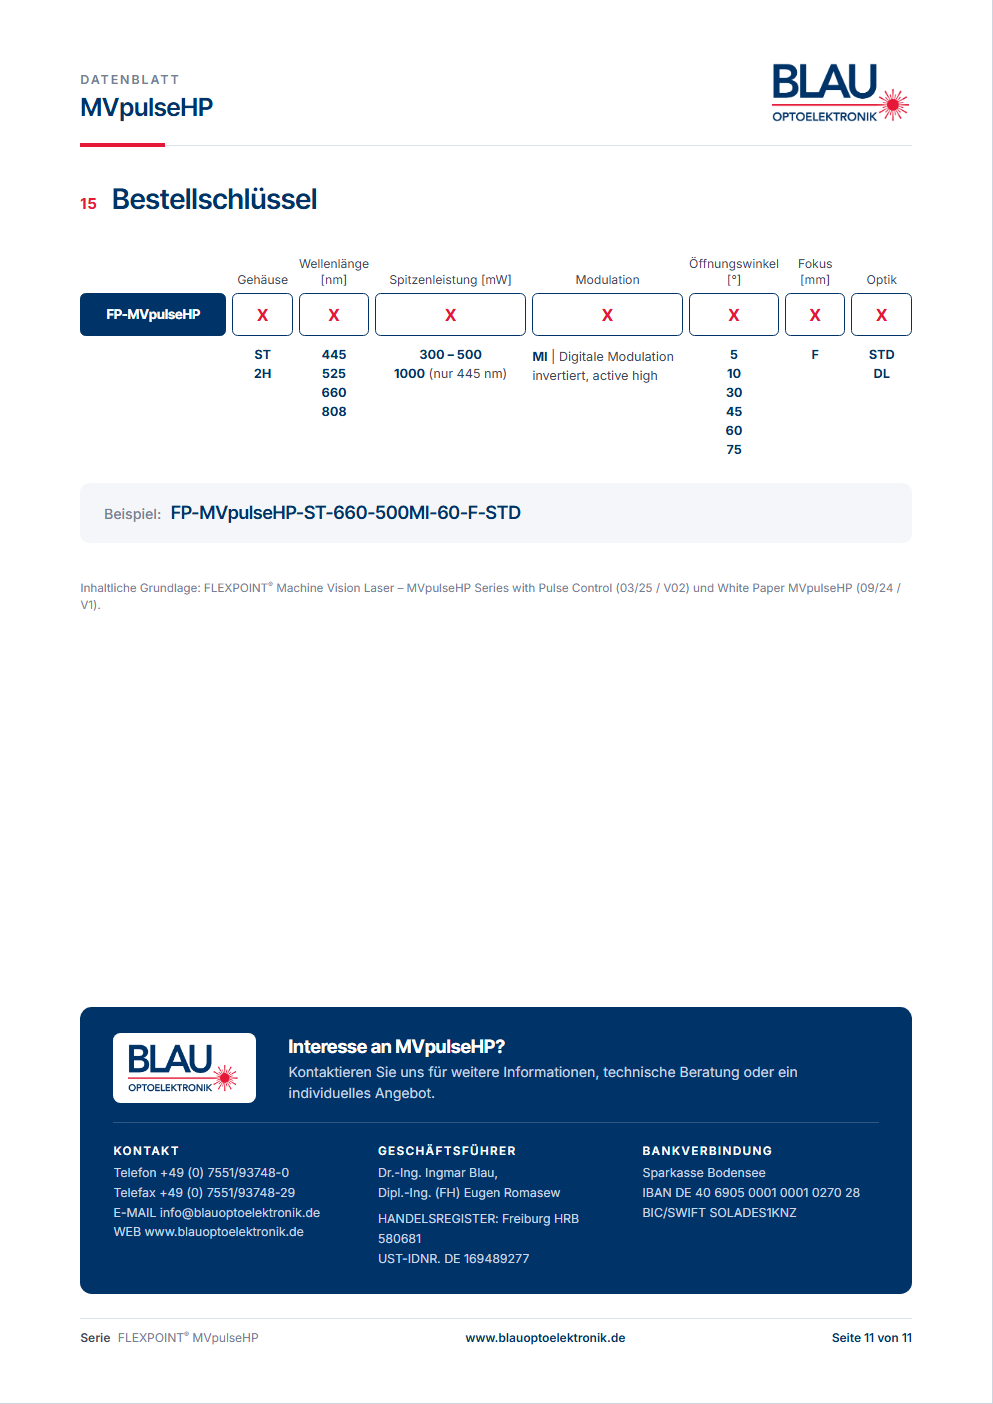 DATENBLATT
MVpulseHP
BLAU
OPTOELEKTRONIK
15 Bestellschlüssel
Gehäuse
Wellenlänge
[nm]
Spitzenleistung [mW]
Modulation
Öffnungswinkel
[°]
Fokus
[mm]
Optik
FP-MVpulseHP X X X X X X X
ST
2H
445
525
660
808
300 – 500
1000 (nur 445 nm)
MI | Digitale Modulation
invertiert, active high
5
10
30
45
60
75
F
STD
DL
Beispiel: FP-MVpulseHP-ST-660-500MI-60-F-STD
Inhaltliche Grundlage: FLEXPOINT® Machine Vision Laser – MVpulseHP Series with Pulse Control (03/25 / V02) und White Paper MVpulseHP (09/24 /
V1).
BLAU
OPTOELEKTRONIK
Interesse an MVpulseHP?
Kontaktieren Sie uns für weitere Informationen, technische Beratung oder ein
individuelles Angebot.
KONTAKT
Telefon +49 (0) 7551/93748-0
Telefax +49 (0) 7551/93748-29
E-MAIL info@blauoptoelektronik.de
WEB www.blauoptoelektronik.de
GESCHÄFTSFÜHRER
Dr.-Ing. Ingmar Blau,
Dipl.-Ing. (FH) Eugen Romasew
HANDELSREGISTER: Freiburg HRB
580681
UST-IDNR. DE 169489277
BANKVERBINDUNG
Sparkasse Bodensee
IBAN DE 40 6905 0001 0001 0270 28
BIC/SWIFT SOLADES1KNZ
Serie FLEXPOINT® MVpulseHP
www.blauoptoelektronik.de
Seite 11 von 11